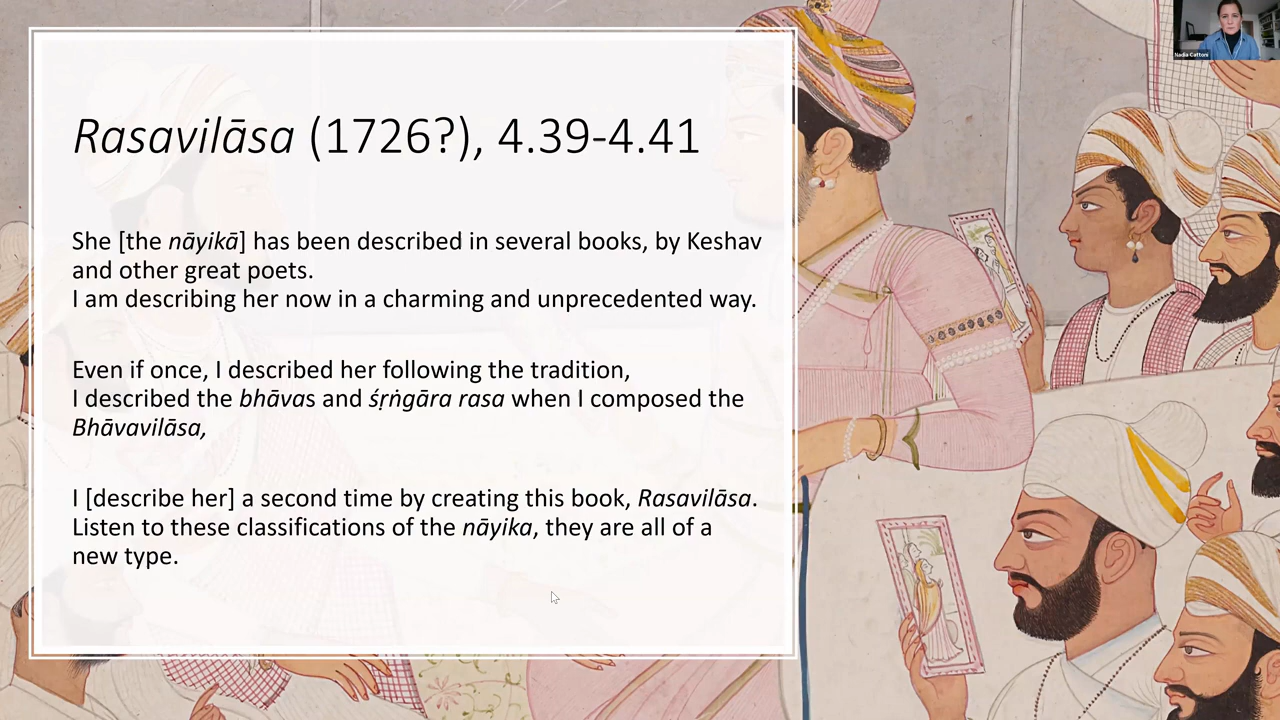 Rasavilāsa (1726?), 4.39-4.41
She [the nāyikā] has been described in several books, by Keshav
and other great poets.
I am describing her now in a charming and unprecedented way.
Even if once, I described her following the tradition,
I described the bhāvas and śṛṅgāra rasa when I composed the
Bhāvavilāsa,
I [describe her] a second time by creating this book, Rasavilāsa.
Listen to these classifications of the nāyika, they are all of a
new type.
Nadia Cattoni